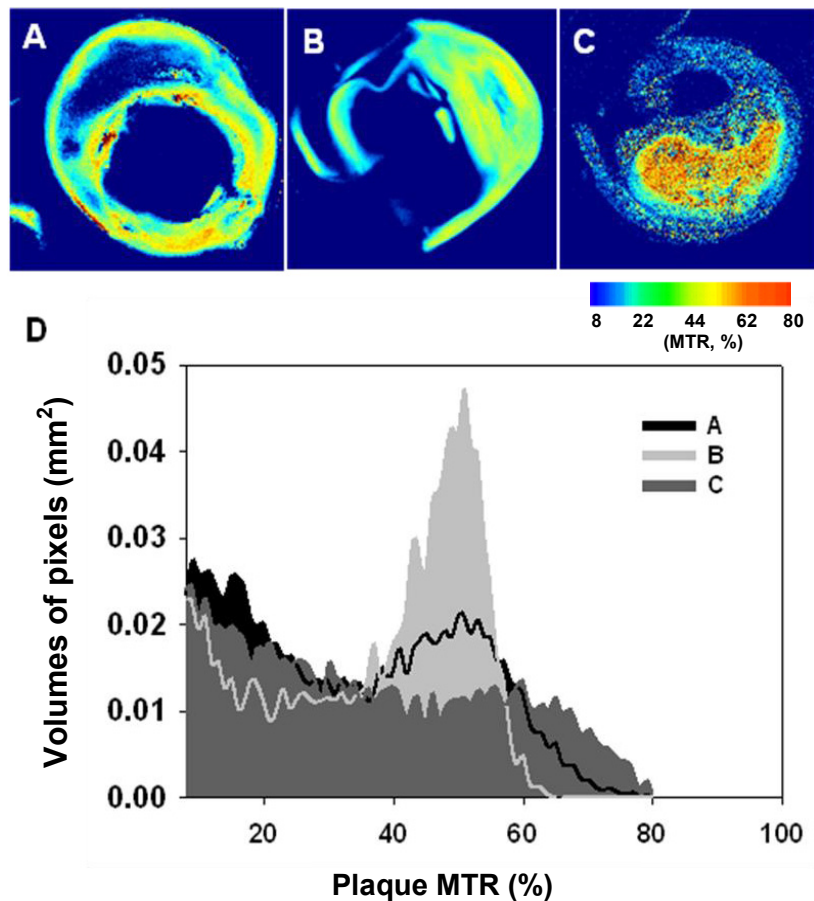 A
B
C
8 22 44 62 80
(MTR, %)
D
0.05
0.04
0.03
0.02
0.01
0.00
Volumes of pixels (mm²)
A
B
C
20 40 60 80 100
Plaque MTR (%)